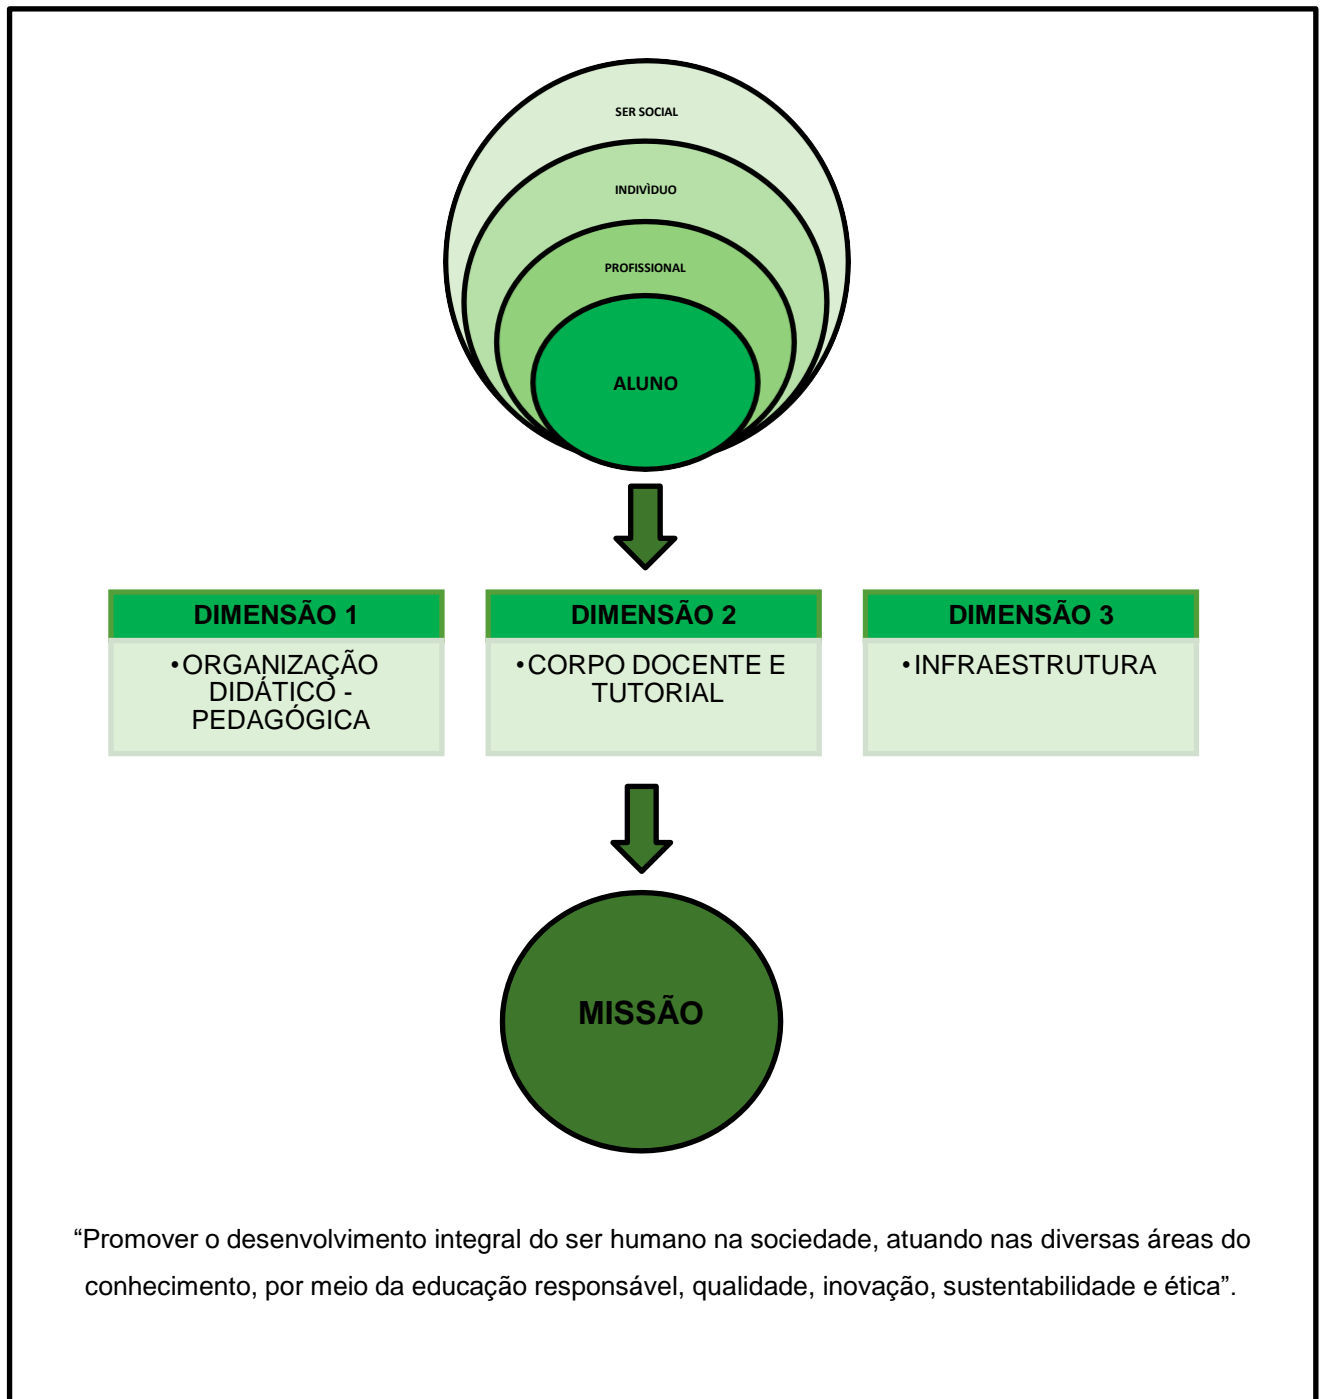 SER SOCIAL
INDIVÌDUO
PROFISSIONAL
ALUNO
DIMENSÃO 1
•ORGANIZAÇÃO
DIDÁTICO -
PEDAGÓGICA
DIMENSÃO 2
•CORPO DOCENTE E
TUTORIAL
DIMENSÃO 3
•INFRAESTRUTURA
MISSÃO
“Promover o desenvolvimento integral do ser humano na sociedade, atuando nas diversas áreas do
conhecimento, por meio da educação responsável, qualidade, inovação, sustentabilidade e ética”.